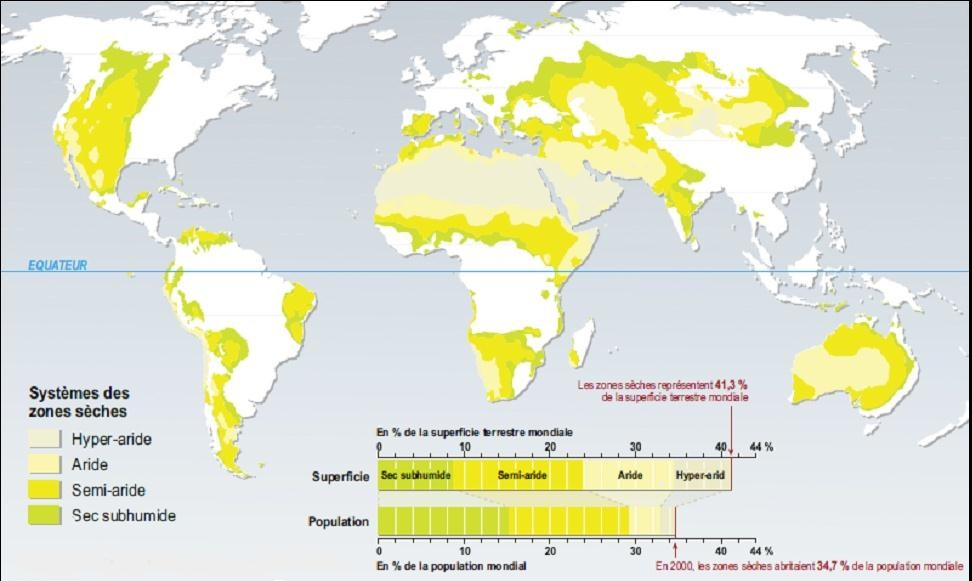 EQUATEUR
Systèmes des
zones sèches
Hyper-aride
Aride
Semi-aride
Sec subhumide
Les zones sèches représentent 41,3 %
de la superficie terrestre mondiale
En % de la superficie terrestre mondiale
0 10 20 30 40 44 %
Superficie Sec subhumide Semi-aride Aride Hyper-arid
Population
0 10 20 30 40 44 %
En % de la population mondial
En 2000, les zones sèches abritaient 34,7 % de la population mondiale